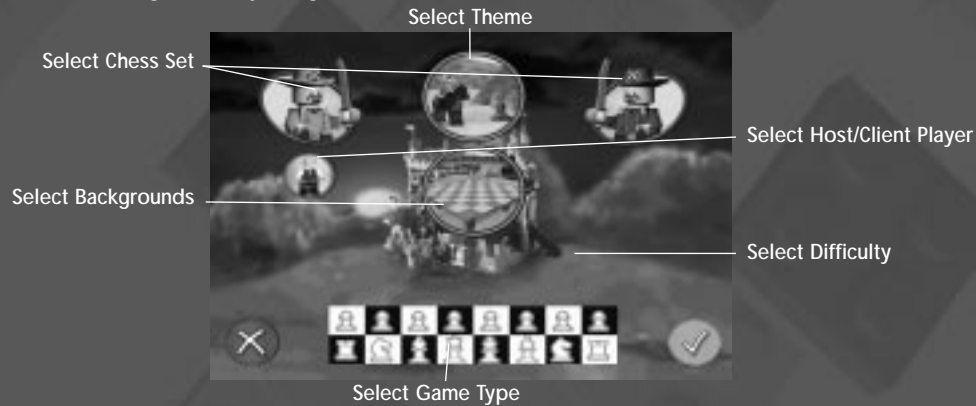 Select Theme
Select Chess Set
Select Host/Client Player
Select Backgrounds
Select Difficulty
Select Game Type